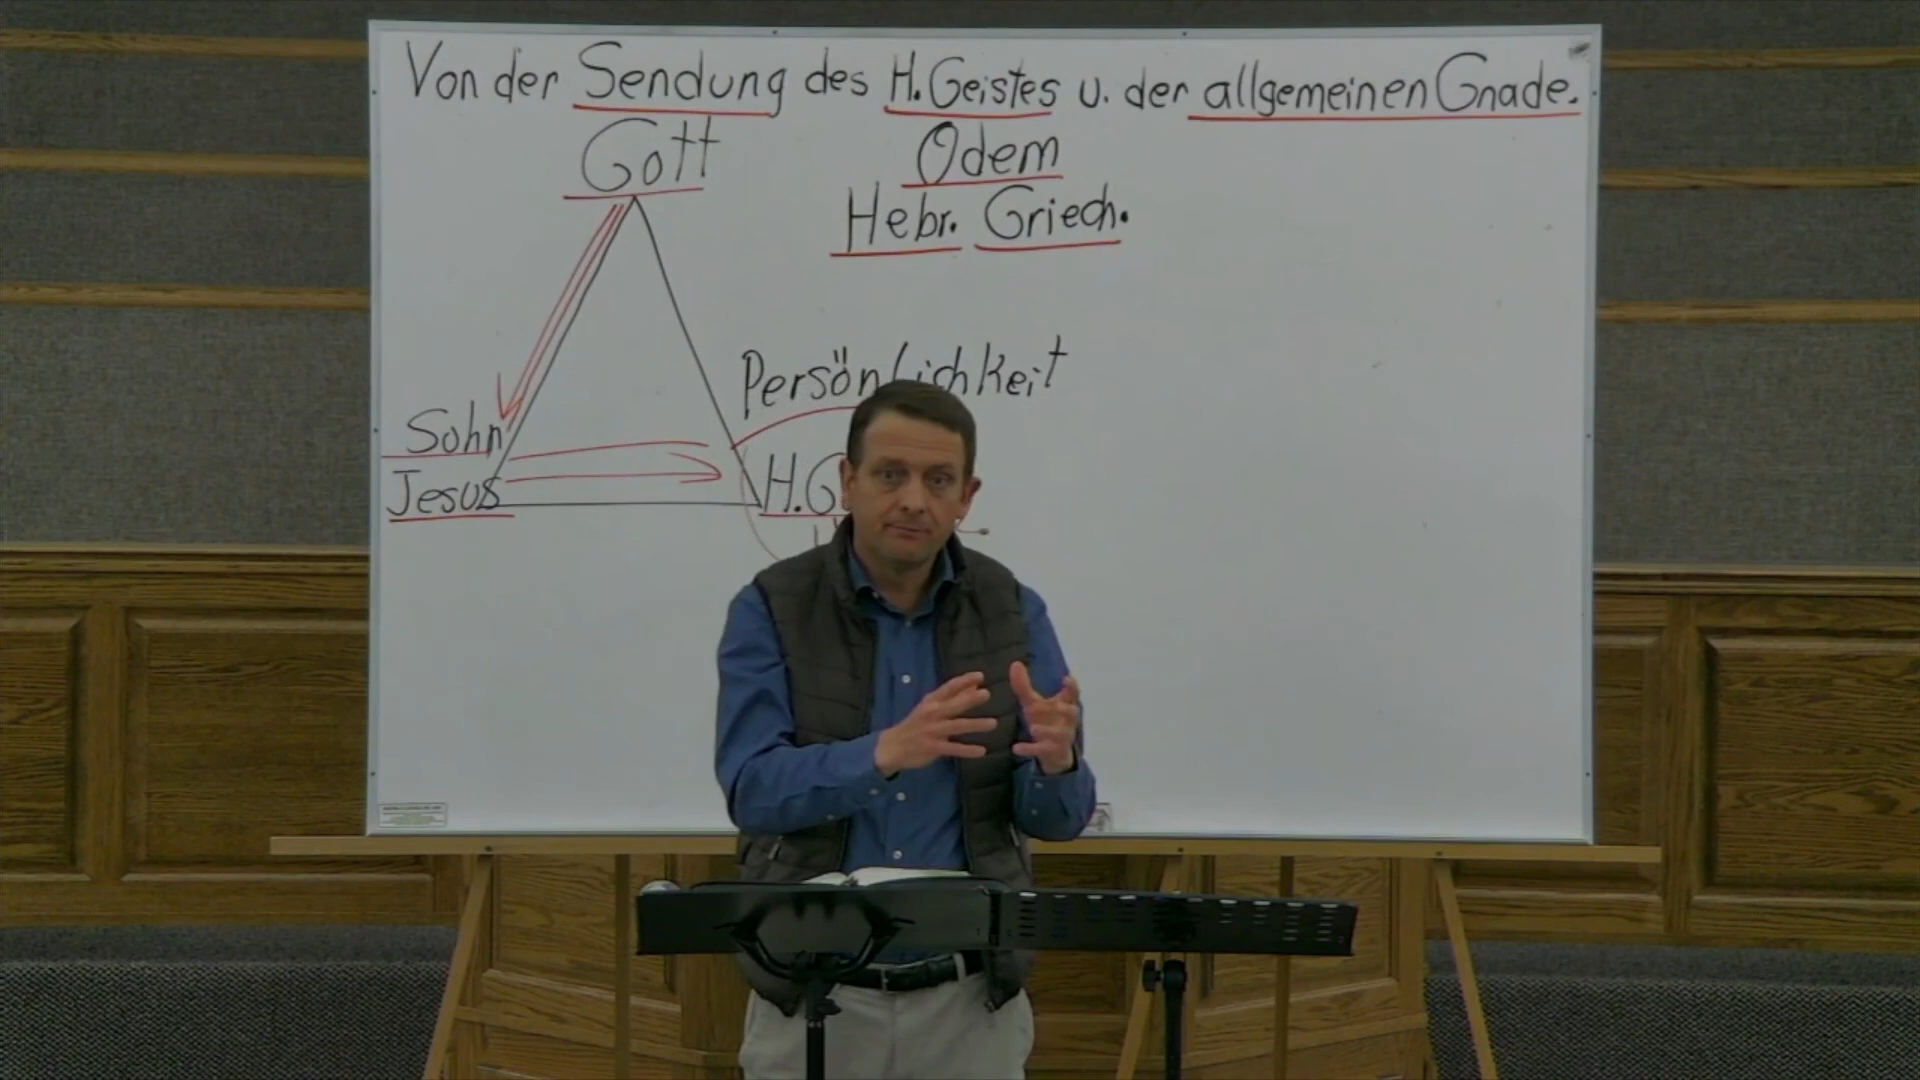 Von der Sendung des H. Geistes u. der allgemeinen Gnade.
Gott
Odem
Hebr. Griech.
Persönlichkeit
Sohn
Jesus
H.G